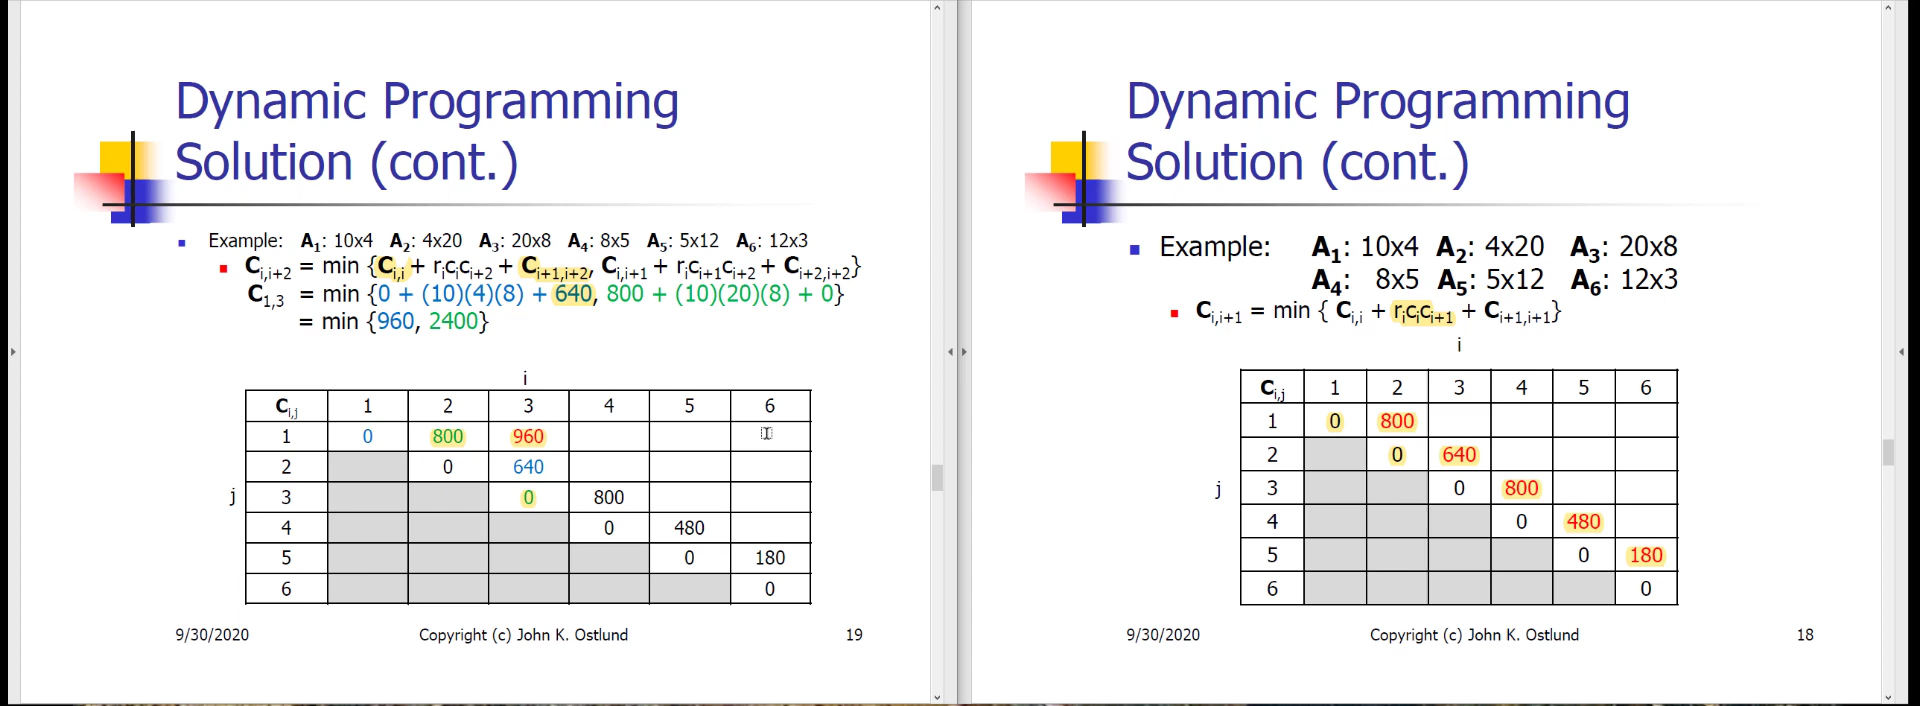 Dynamic Programming
Solution (cont.)
Example: A1: 10x4 A2: 4x20 A3: 20x8 A4: 8x5 A5: 5x12 A6: 12x3
Ci,i+2 = min {Ci,i + ricici+2 + Ci+1,i+2, Ci,i+1 + rici+1ci+2 + Ci+2,i+2}
C1,3 = min {0 + (10)(4)(8) + 640, 800 + (10)(20)(8) + 0}
= min {960, 2400}
i
Ci,j 1 2 3 4 5 6
1 0 800 960
2 0 640
j 3 0 800
4 0 480
5 0 180
6 0
9/30/2020 Copyright (c) John K. Ostlund 19
Dynamic Programming
Solution (cont.)
Example: A1: 10x4 A2: 4x20 A3: 20x8
A4: 8x5 A5: 5x12 A6: 12x3
Ci,i+1 = min { Ci,i + ricici+1 + Ci+1,i+1}
i
Ci,j 1 2 3 4 5 6
1 0 800
2 0 640
j 3 0 800
4 0 480
5 0 180
6 0
9/30/2020 Copyright (c) John K. Ostlund 18